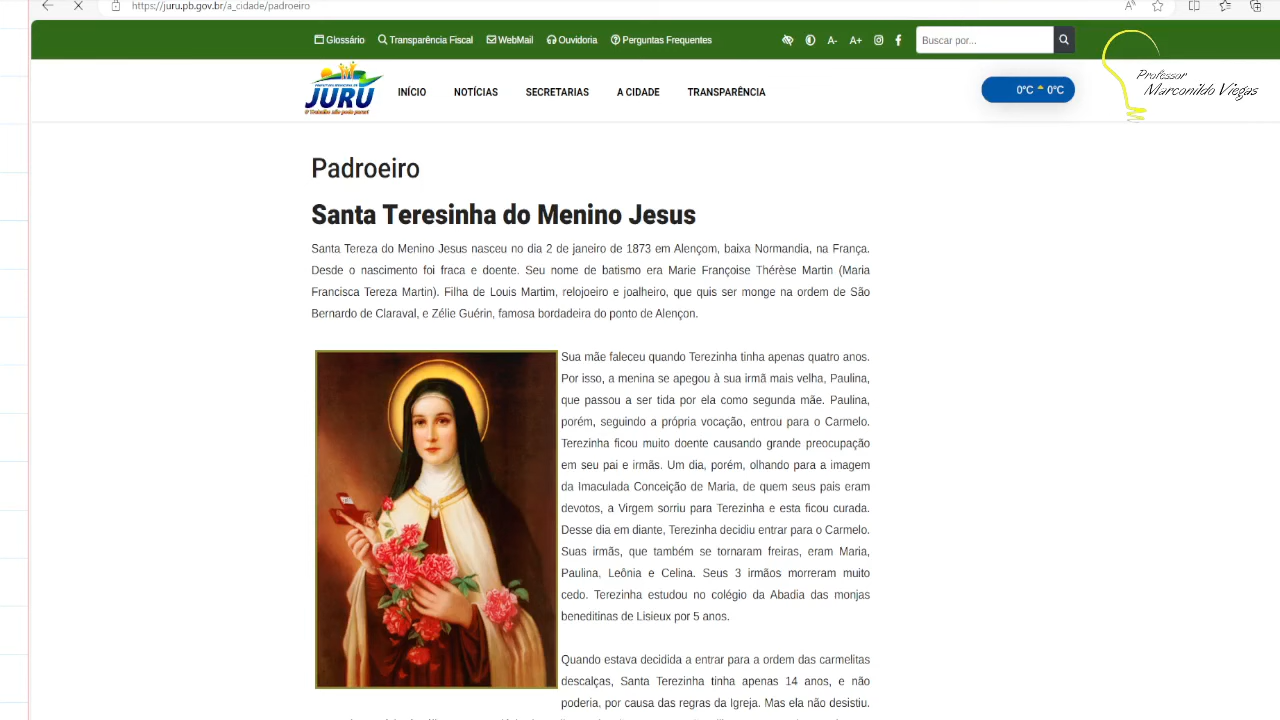 https://juru.pb.gov.br/a_cidade/padroeiro
Glossário Transparência Fiscal WebMail Ouvidoria Perguntas Frequentes A- A+ Buscar por...
Professor
Marconildo Viegas
PREFEITURA MUNICIPAL DE
JURU
O Trabalho não pode parar!
INÍCIO NOTÍCIAS SECRETARIAS A CIDADE TRANSPARÊNCIA 0°C 0°C
Padroeiro
Santa Teresinha do Menino Jesus
Santa Tereza do Menino Jesus nasceu no dia 2 de janeiro de 1873 em Alençom, baixa Normandia, na França.
Desde o nascimento foi fraca e doente. Seu nome de batismo era Marie Françoise Thérèse Martin (Maria
Francisca Tereza Martin). Filha de Louis Martim, relojoeiro e joalheiro, que quis ser monge na ordem de São
Bernardo de Claraval, e Zélie Guérin, famosa bordadeira do ponto de Alençon.
Sua mãe faleceu quando Terezinha tinha apenas quatro anos.
Por isso, a menina se apegou à sua irmã mais velha, Paulina,
que passou a ser tida por ela como segunda mãe. Paulina,
porém, seguindo a própria vocação, entrou para o Carmelo.
Terezinha ficou muito doente causando grande preocupação
em seu pai e irmãs. Um dia, porém, olhando para a imagem
da Imaculada Conceição de Maria, de quem seus pais eram
devotos, a Virgem sorriu para Terezinha e esta ficou curada.
Desse dia em diante, Terezinha decidiu entrar para o Carmelo.
Suas irmãs, que também se tornaram freiras, eram Maria,
Paulina, Leônia e Celina. Seus 3 irmãos morreram muito
cedo. Terezinha estudou no colégio da Abadia das monjas
beneditinas de Lisieux por 5 anos.
Quando estava decidida a entrar para a ordem das carmelitas
descalças, Santa Terezinha tinha apenas 14 anos, e não
poderia, por causa das regras da Igreja. Mas ela não desistiu.